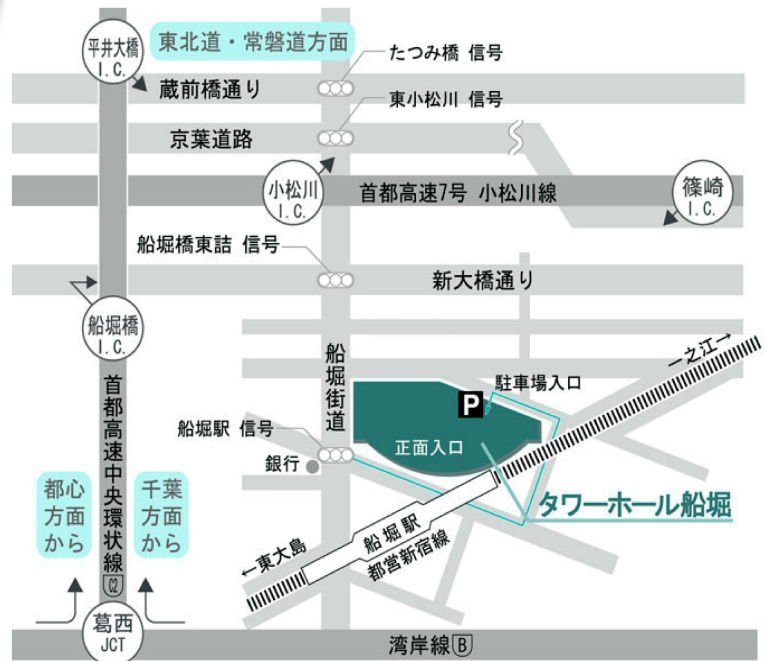 平井大橋
I.C.
東北道・常磐道方面
たつみ橋 信号
蔵前橋通り
東小松川 信号
京葉道路
小松川
I.C.
首都高速7号 小松川線
篠崎
I.C.
船堀橋東詰 信号
新大橋通り
船堀橋
I.C.
船堀街道
一之江→
駐車場入口
P
首都高速中央環状線
C2
船堀駅 信号
正面入口
銀行
タワーホール船堀
都心
方面
から
千葉
方面
から
船堀駅
都営新宿線
←東大島
葛西
JCT
湾岸線
B